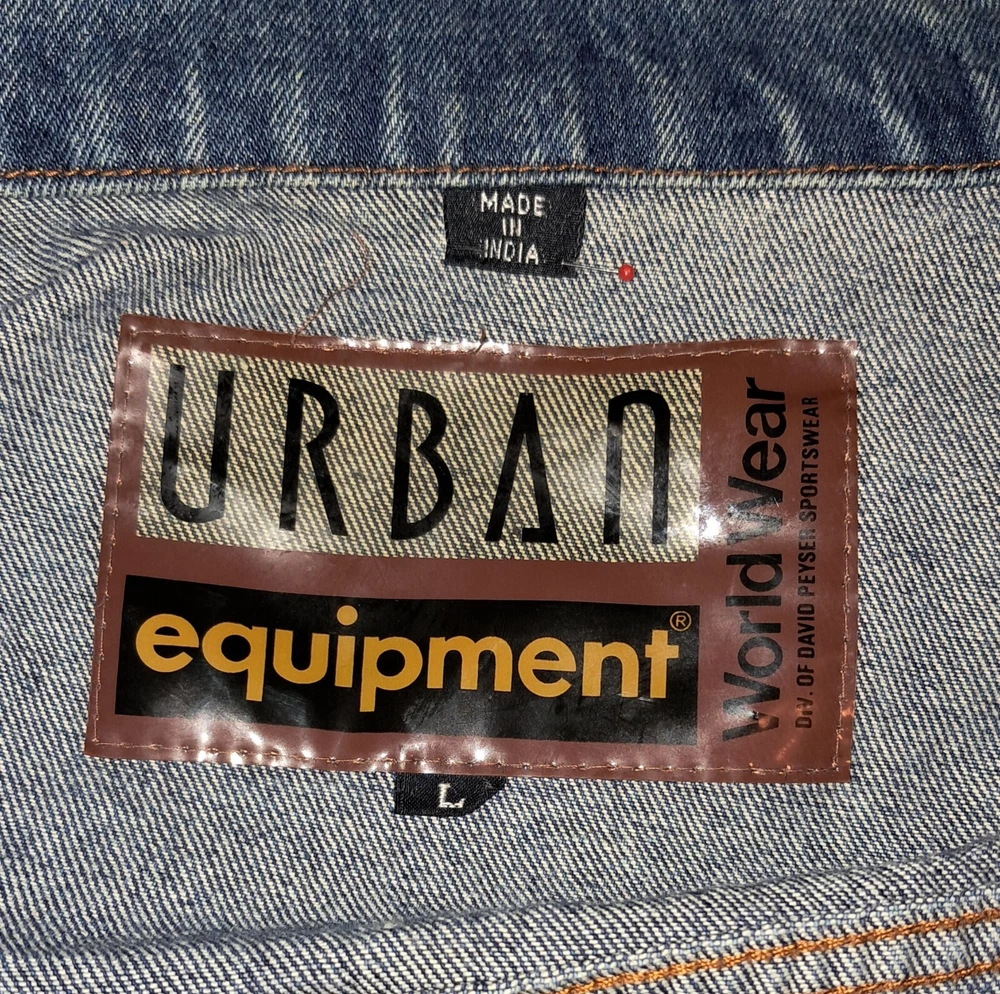 MADE
IN
INDIA
URBAN
equipment®
World Wear
DIV. OF DAVID PEYSER SPORTSWEAR
L